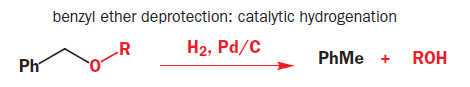 benzyl ether deprotection: catalytic hydrogenation
Ph O R H2, Pd/C PhMe + ROH